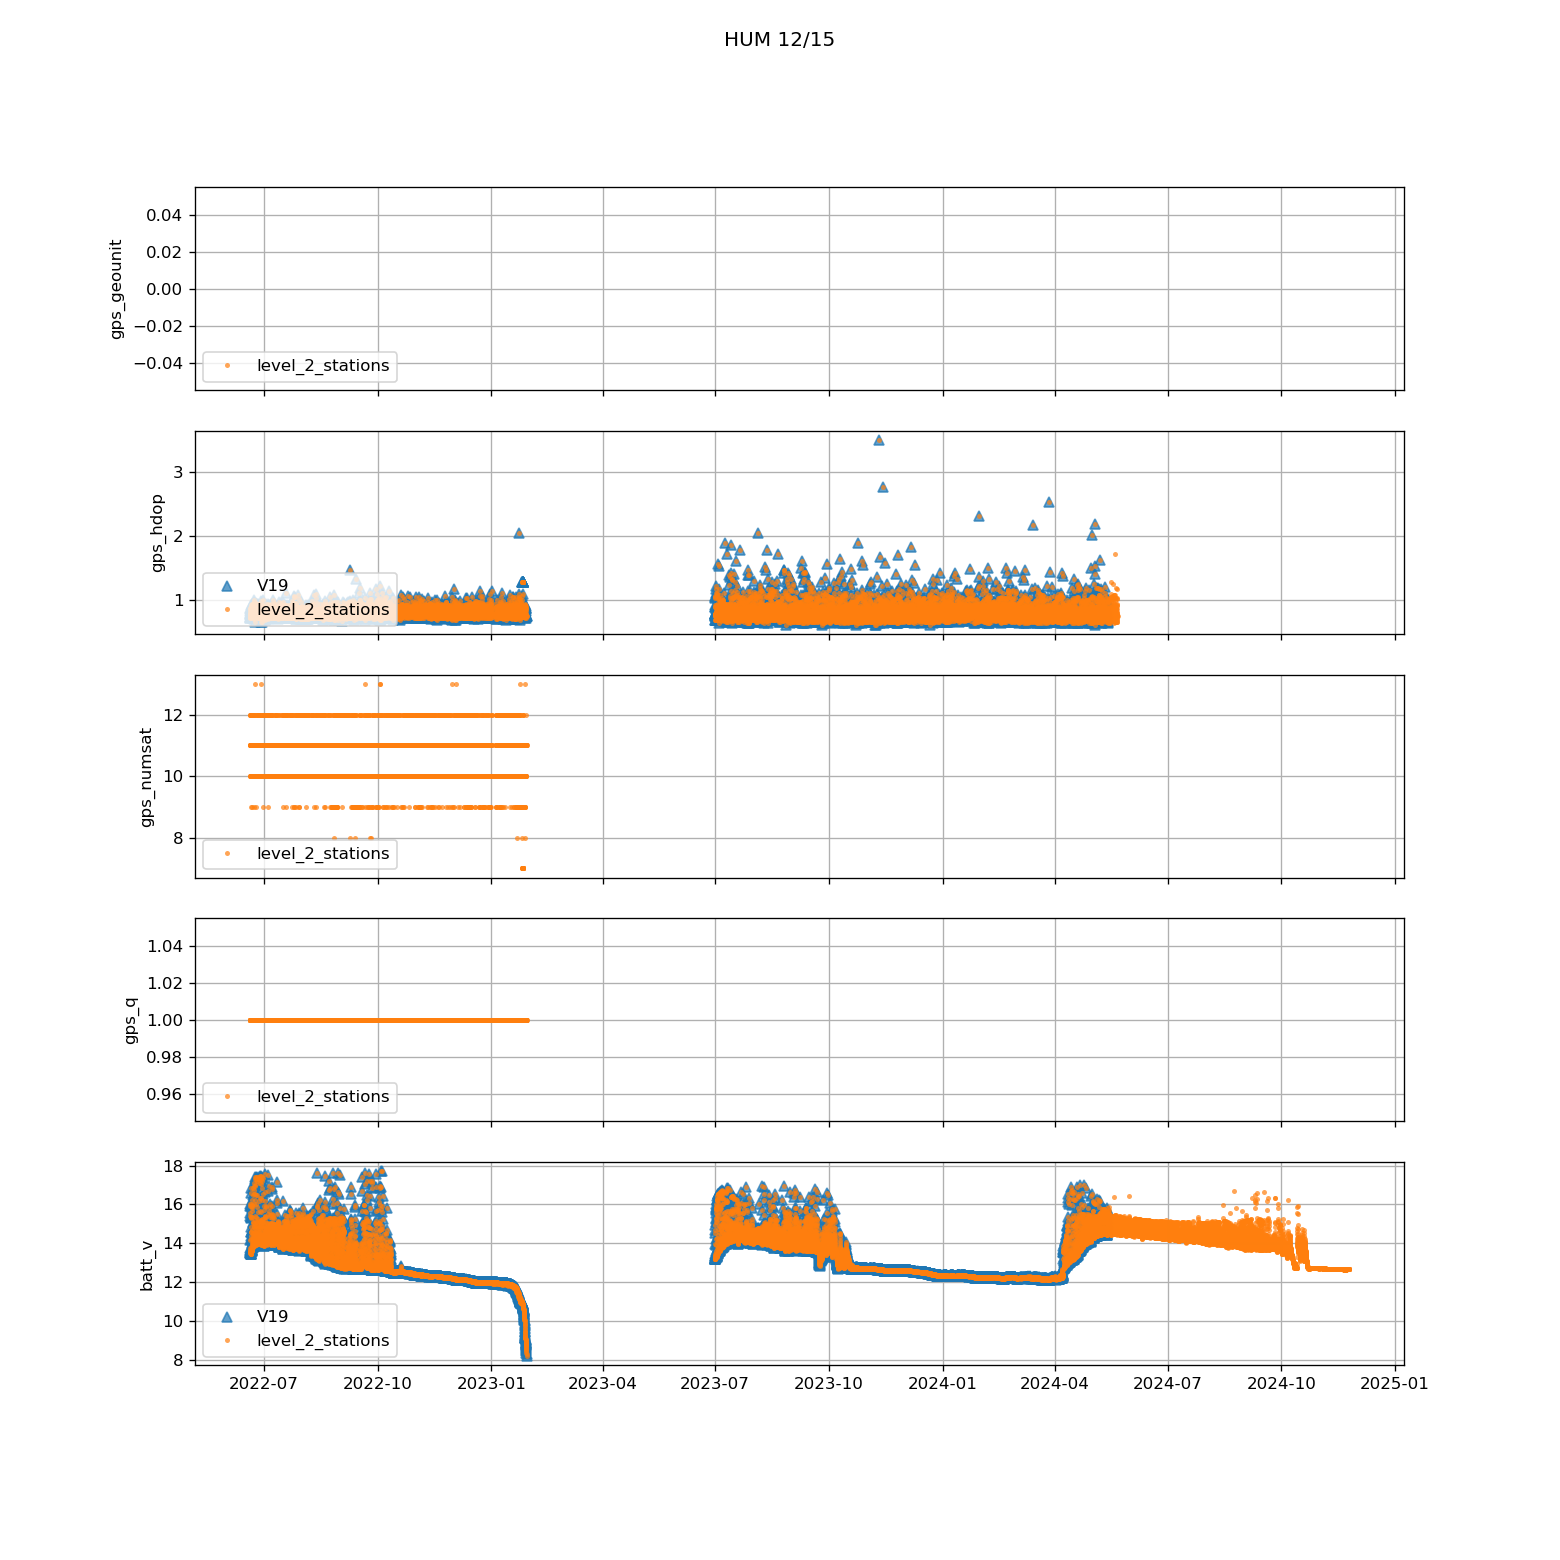 HUM 12/15
gps_geounit
0.04
0.02
0.00
−0.02
−0.04
level_2_stations
gps_hdop
3
2
1
V19
level_2_stations
gps_numsat
12
10
8
level_2_stations
gps_q
1.04
1.02
1.00
0.98
0.96
level_2_stations
batt_v
18
16
14
12
10
8
V19
level_2_stations
2022-07 2022-10 2023-01 2023-04 2023-07 2023-10 2024-01 2024-04 2024-07 2024-10 2025-01